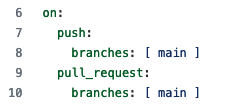 6 on:
7   push:
8     branches: [ main ]
9   pull_request:
10     branches: [ main ]